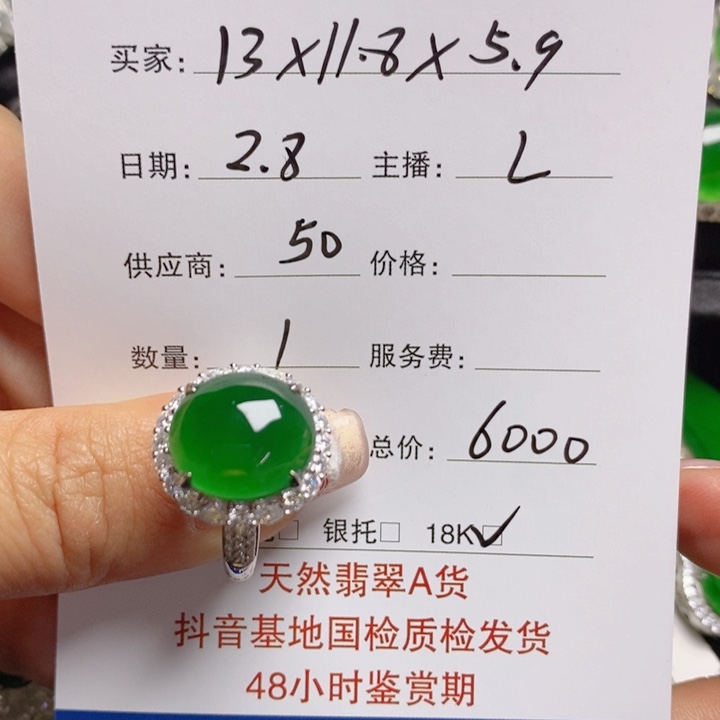 买家: 13×11.8×5.9
日期: 2.8 主播: L
供应商: 50 价格:
数量: 1 服务费:
总价: 6000
银托□ 18K☑
天然翡翠A货
抖音基地国检质检发货
48小时鉴赏期